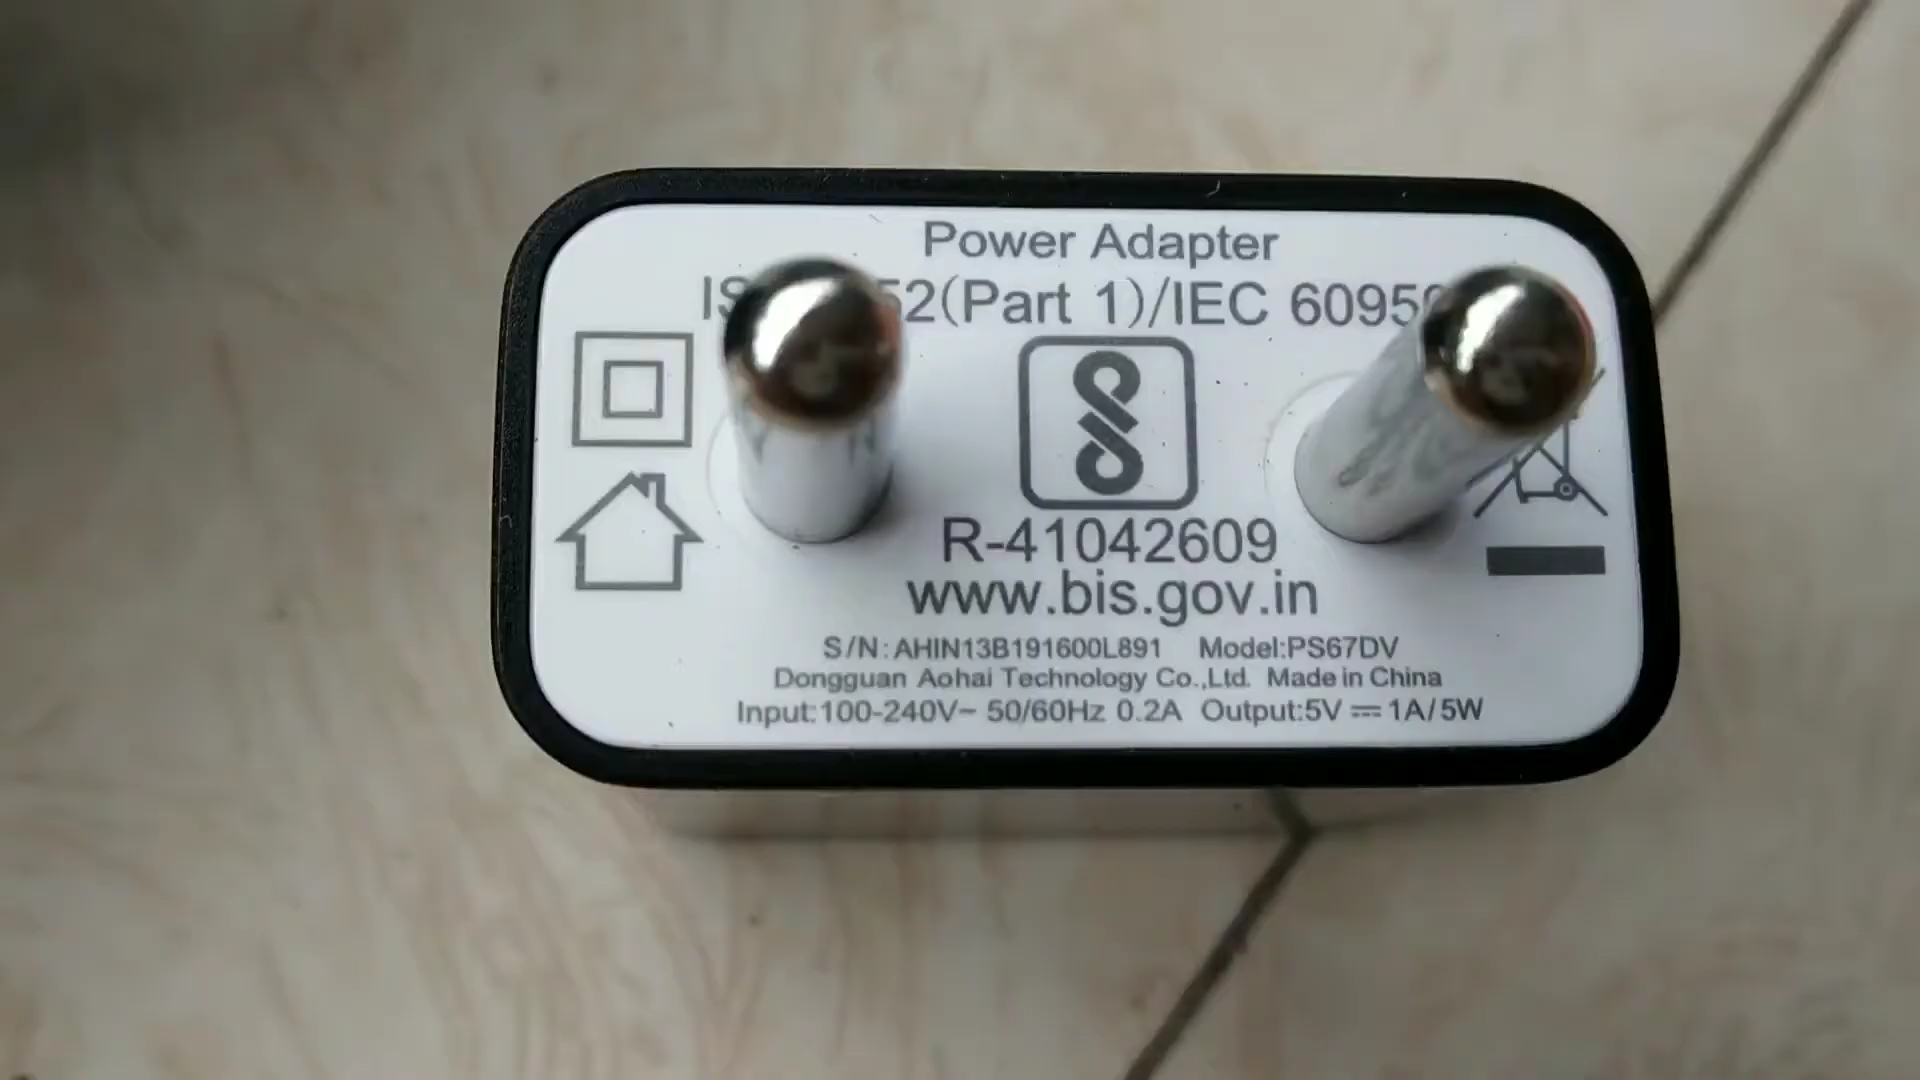 Power Adapter
52(Part 1)/IEC
R-41042609
www.bis.gov.in
S/N:AHIN13B191600L891 Model:PS67DV
Dongguan Aohai Technology Co.,Ltd. Made in China
Input:100-240V~ 50/60Hz 0.2A Output:5V ⎓ 1A/5W